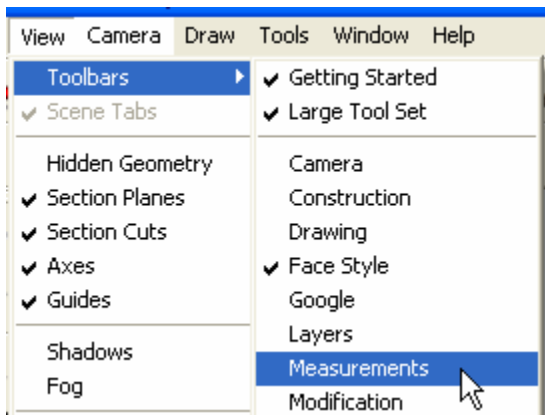 View Camera Draw Tools Window Help
Toolbars
Scene Tabs
Hidden Geometry
Section Planes
Section Cuts
Axes
Guides
Shadows
Fog
Getting Started
Large Tool Set
Camera
Construction
Drawing
Face Style
Google
Layers
Measurements
Modification